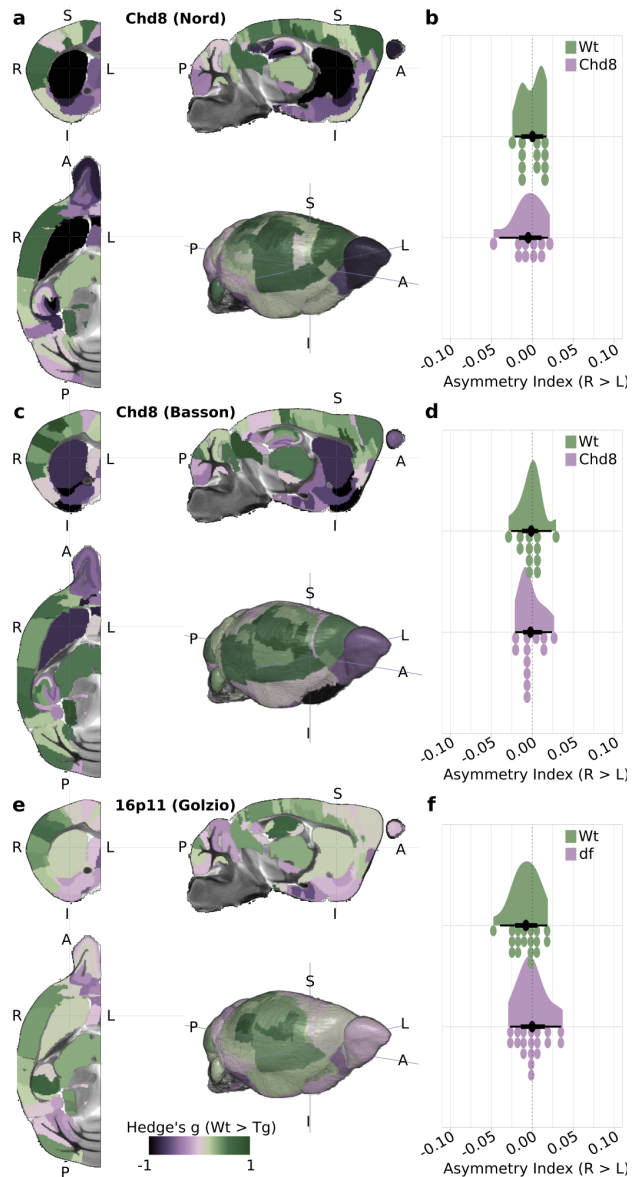 a
Chd8 (Nord)
b
S
R
L
I
P
A
A
R
L
P
S
P
L
A
I
I
Wt
Chd8
-0.10
-0.05
0.00
0.05
0.10
Asymmetry Index (R > L)
c
Chd8 (Basson)
d
S
R
L
I
P
A
A
R
L
P
S
P
L
A
I
I
Wt
Chd8
-0.10
-0.05
0.00
0.05
0.10
Asymmetry Index (R > L)
e
16p11 (Golzio)
f
S
R
L
I
P
A
A
R
L
P
S
P
L
A
I
I
Hedge's g (Wt > Tg)
-1
1
Wt
df
-0.10
-0.05
0.00
0.05
0.10
Asymmetry Index (R > L)